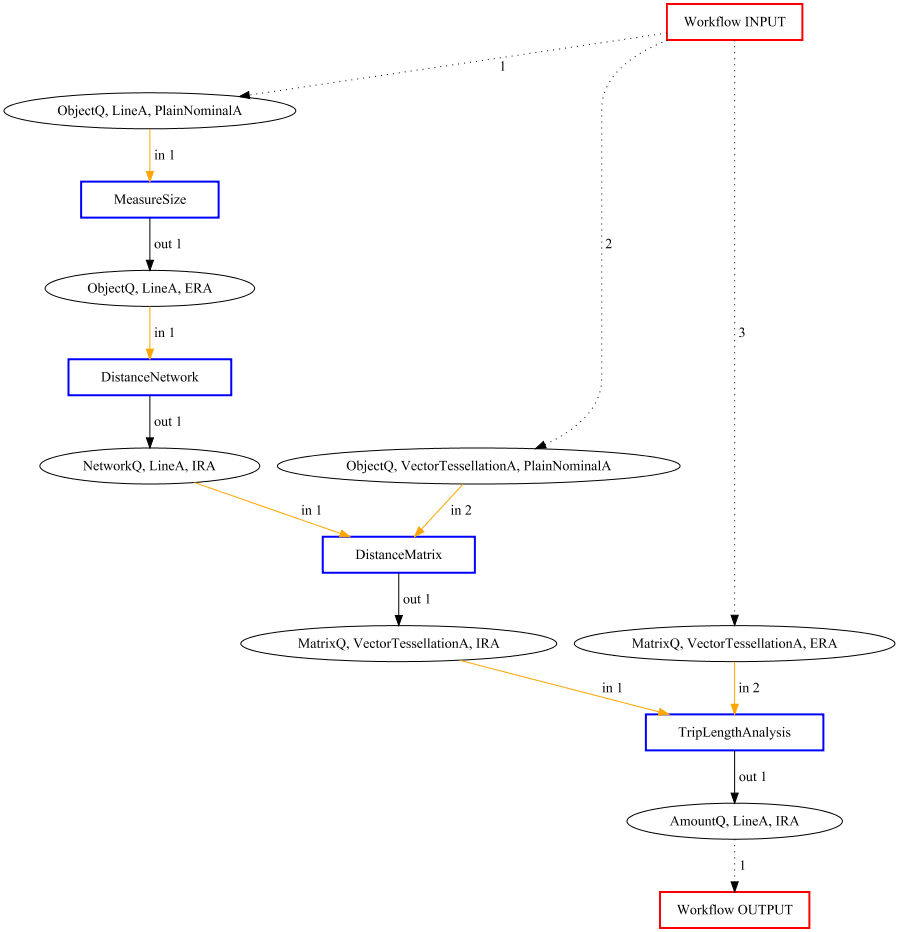 Workflow INPUT
1
ObjectQ, LineA, PlainNominalA
in 1
MeasureSize
out 1
2
ObjectQ, LineA, ERA
in 1
3
DistanceNetwork
out 1
NetworkQ, LineA, IRA
ObjectQ, VectorTessellationA, PlainNominalA
in 1
in 2
DistanceMatrix
out 1
MatrixQ, VectorTessellationA, IRA
MatrixQ, VectorTessellationA, ERA
in 1
in 2
TripLengthAnalysis
out 1
AmountQ, LineA, IRA
1
Workflow OUTPUT